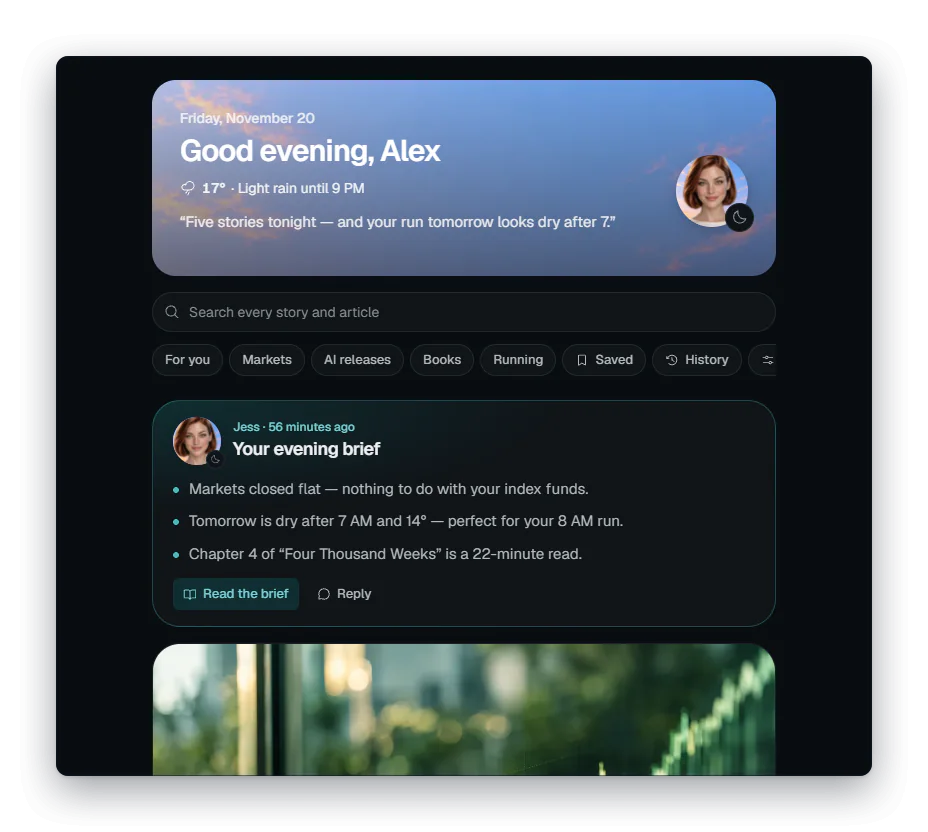 Friday, November 20
Good evening, Alex
17° · Light rain until 9 PM
“Five stories tonight — and your run tomorrow looks dry after 7.”
Search every story and article
For you Markets AI releases Books Running Saved History
Jess · 56 minutes ago
Your evening brief
Markets closed flat — nothing to do with your index funds.
Tomorrow is dry after 7 AM and 14° — perfect for your 8 AM run.
Chapter 4 of “Four Thousand Weeks” is a 22-minute read.
Read the brief Reply